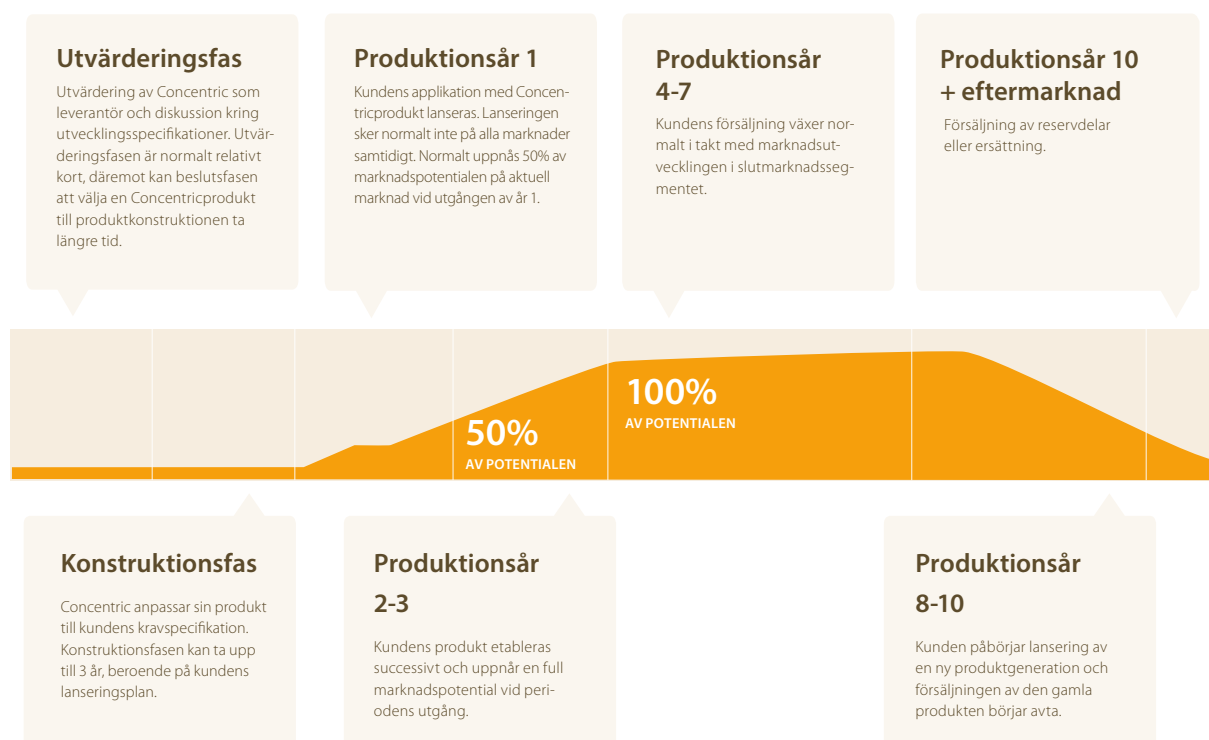 Utvärderingsfas
Utvärdering av Concentric som
leverantör och diskussion kring
utvecklingsspecifikationer. Utvär-
deringsfasen är normalt relativt
kort, däremot kan beslutsfasen
att välja en Concentricprodukt
till produktkonstruktionen ta
längre tid.
Produktionsår 1
Kundens applikation med Concen-
tricprodukt lanseras. Lanseringen
sker normalt inte på alla marknader
samtidigt. Normalt uppnås 50% av
marknadspotentialen på aktuell
marknad vid utgången av år 1.
Produktionsår
4-7
Kundens försäljning växer nor-
malt i takt med marknadsut-
vecklingen i slutmarknadsseg-
mentet.
Produktionsår 10
+ eftermarknad
Försäljning av reservdelar
eller ersättning.
50%
AV POTENTIALEN
100%
AV POTENTIALEN
Konstruktionsfas
Concentric anpassar sin produkt
till kundens kravspecifikation.
Konstruktionsfasen kan ta upp
till 3 år, beroende på kundens
lanseringsplan.
Produktionsår
2-3
Kundens produkt etableras
successivt och uppnår en full
marknadspotential vid peri-
odens utgång.
Produktionsår
8-10
Kunden påbörjar lansering av
en ny produktgeneration och
försäljningen av den gamla
produkten börjar avta.